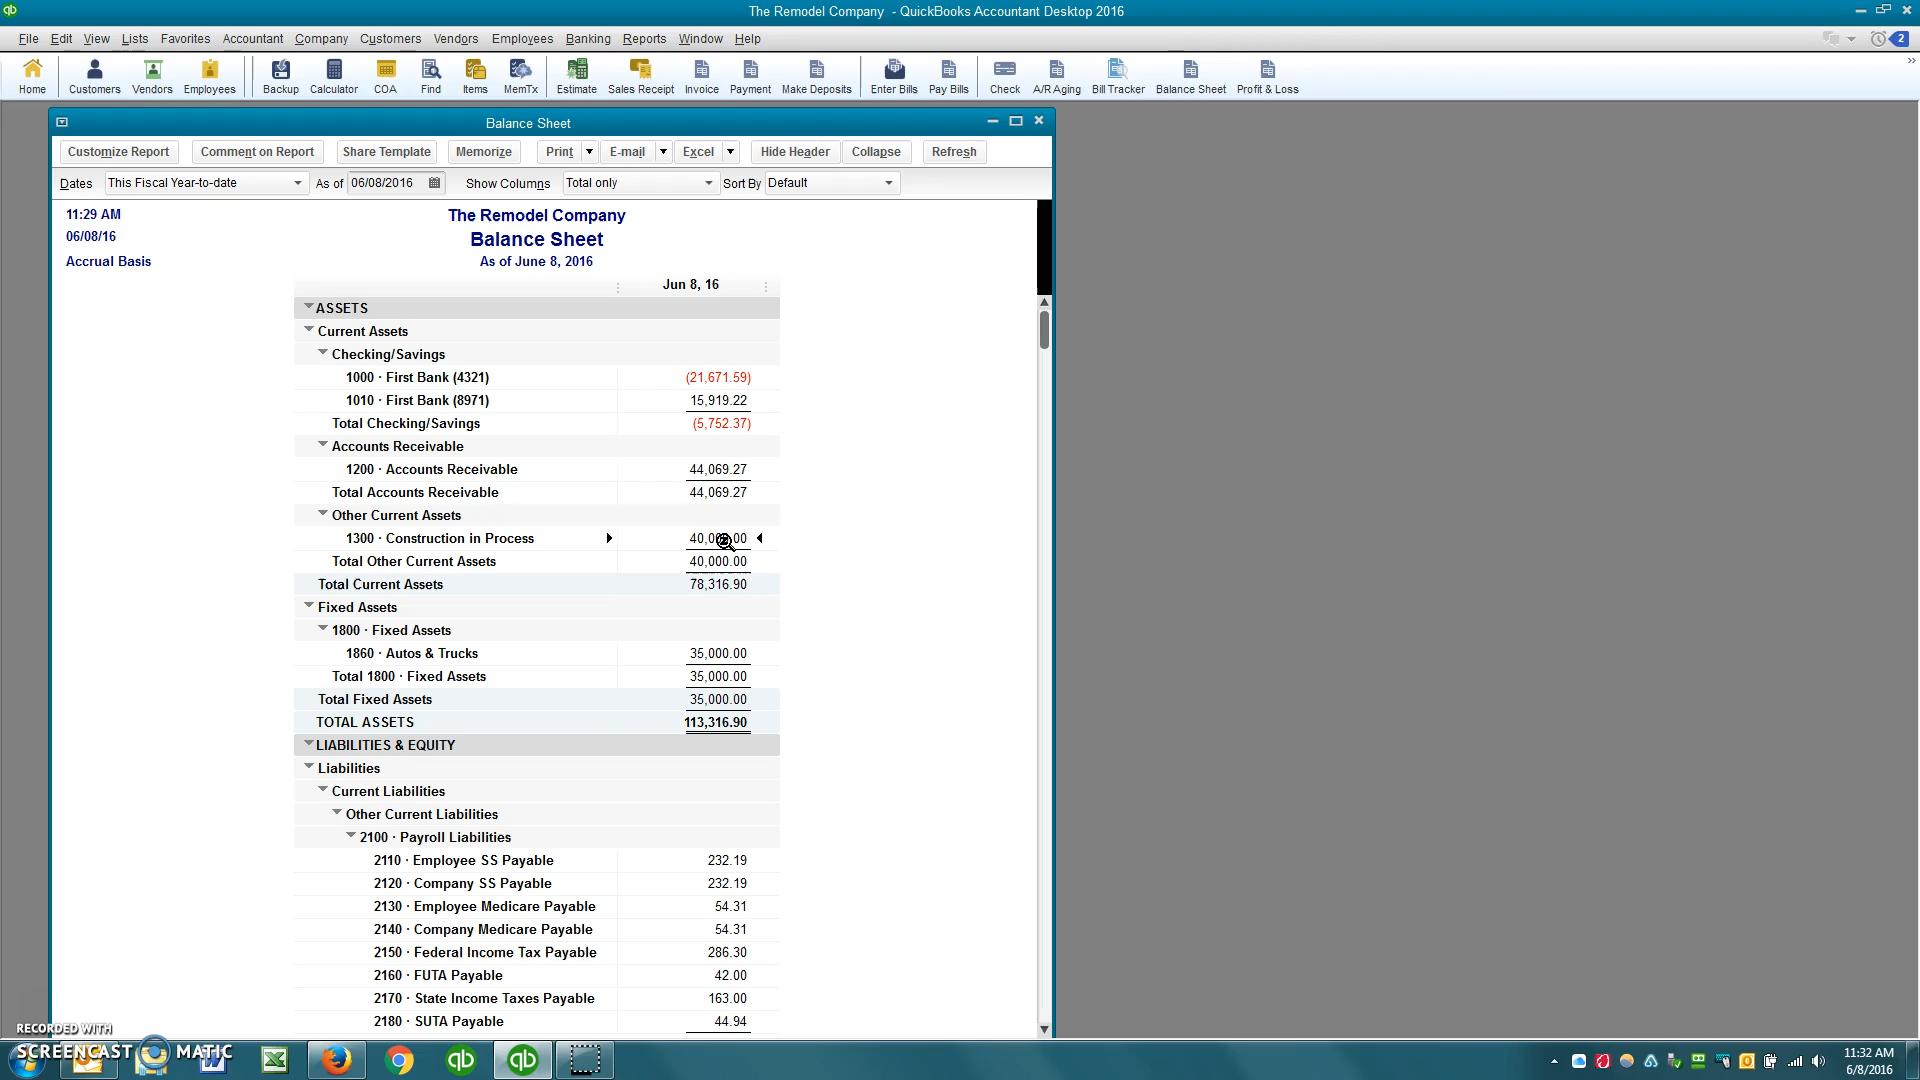 The Remodel Company - QuickBooks Accountant Desktop 2016
File Edit View Lists Favorites Accountant Company Customers Vendors Employees Banking Reports Window Help
2
Home Customers Vendors Employees Backup Calculator COA Find Items MemTx Estimate Sales Receipt Invoice Payment Make Deposits Enter Bills Pay Bills Check A/R Aging Bill Tracker Balance Sheet Profit & Loss
Balance Sheet
Customize Report Comment on Report Share Template Memorize Print E-mail Excel Hide Header Collapse Refresh
Dates This Fiscal Year-to-date As of 06/08/2016 Show Columns Total only Sort By Default
11:29 AM The Remodel Company
06/08/16 Balance Sheet
Accrual Basis As of June 8, 2016
Jun 8, 16
ASSETS
Current Assets
Checking/Savings
1000 · First Bank (4321) (21,671.59)
1010 · First Bank (8971) 15,919.22
Total Checking/Savings (5,752.37)
Accounts Receivable
1200 · Accounts Receivable 44,069.27
Total Accounts Receivable 44,069.27
Other Current Assets
1300 · Construction in Process 40,000.00
Total Other Current Assets 40,000.00
Total Current Assets 78,316.90
Fixed Assets
1800 · Fixed Assets
1860 · Autos & Trucks 35,000.00
Total 1800 · Fixed Assets 35,000.00
Total Fixed Assets 35,000.00
TOTAL ASSETS 113,316.90
LIABILITIES & EQUITY
Liabilities
Current Liabilities
Other Current Liabilities
2100 · Payroll Liabilities
2110 · Employee SS Payable 232.19
2120 · Company SS Payable 232.19
2130 · Employee Medicare Payable 54.31
2140 · Company Medicare Payable 54.31
2150 · Federal Income Tax Payable 286.30
2160 · FUTA Payable 42.00
2170 · State Income Taxes Payable 163.00
2180 · SUTA Payable 44.94
RECORDED WITH
SCREENCAST MATIC
11:32 AM
6/8/2016